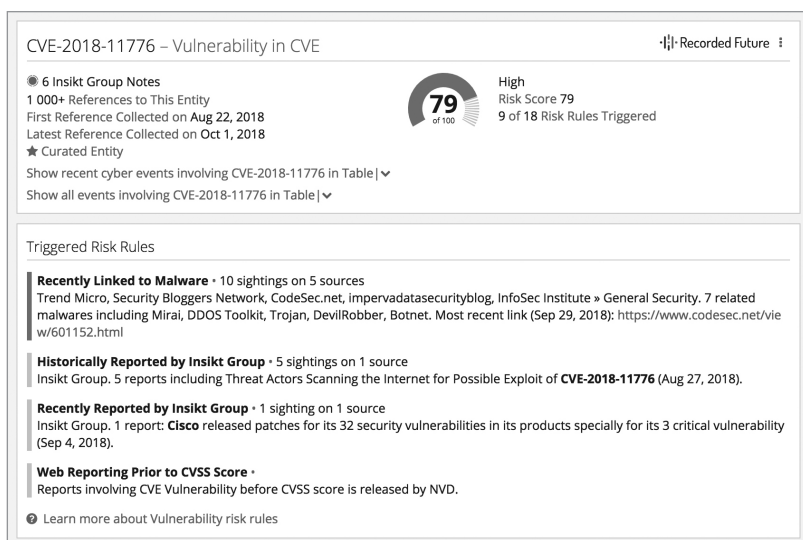 CVE-2018-11776 – Vulnerability in CVE
Recorded Future
6 Insikt Group Notes
1 000+ References to This Entity
First Reference Collected on Aug 22, 2018
Latest Reference Collected on Oct 1, 2018
★ Curated Entity
Show recent cyber events involving CVE-2018-11776 in Table|
Show all events involving CVE-2018-11776 in Table|
79
of 100
High
Risk Score 79
9 of 18 Risk Rules Triggered
Triggered Risk Rules
Recently Linked to Malware • 10 sightings on 5 sources
Trend Micro, Security Bloggers Network, CodeSec.net, impervadatasecurityblog, InfoSec Institute » General Security. 7 related
malwares including Mirai, DDOS Toolkit, Trojan, DevilRobber, Botnet. Most recent link (Sep 29, 2018): https://www.codesec.net/vie
w/601152.html
Historically Reported by Insikt Group • 5 sightings on 1 source
Insikt Group. 5 reports including Threat Actors Scanning the Internet for Possible Exploit of CVE-2018-11776 (Aug 27, 2018).
Recently Reported by Insikt Group • 1 sighting on 1 source
Insikt Group. 1 report: Cisco released patches for its 32 security vulnerabilities in its products specially for its 3 critical vulnerability
(Sep 4, 2018).
Web Reporting Prior to CVSS Score •
Reports involving CVE Vulnerability before CVSS score is released by NVD.
? Learn more about Vulnerability risk rules